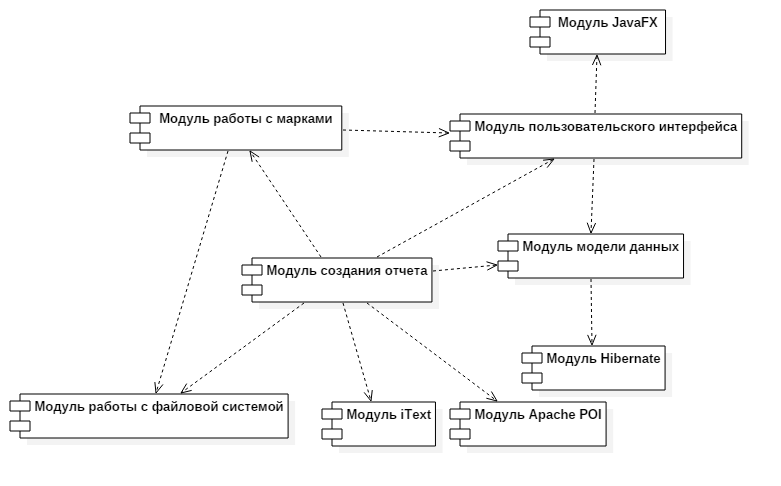 Модуль JavaFX
Модуль работы с марками
Модуль пользовательского интерфейса
Модуль модели данных
Модуль создания отчета
Модуль Hibernate
Модуль работы с файловой системой
Модуль iText
Модуль Apache POI